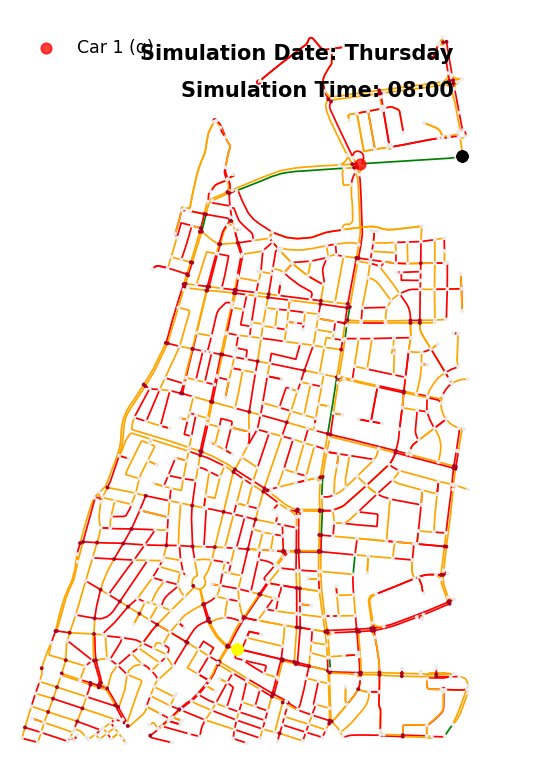 Car 1 (α)
Simulation Date: Thursday
Simulation Time: 08:00